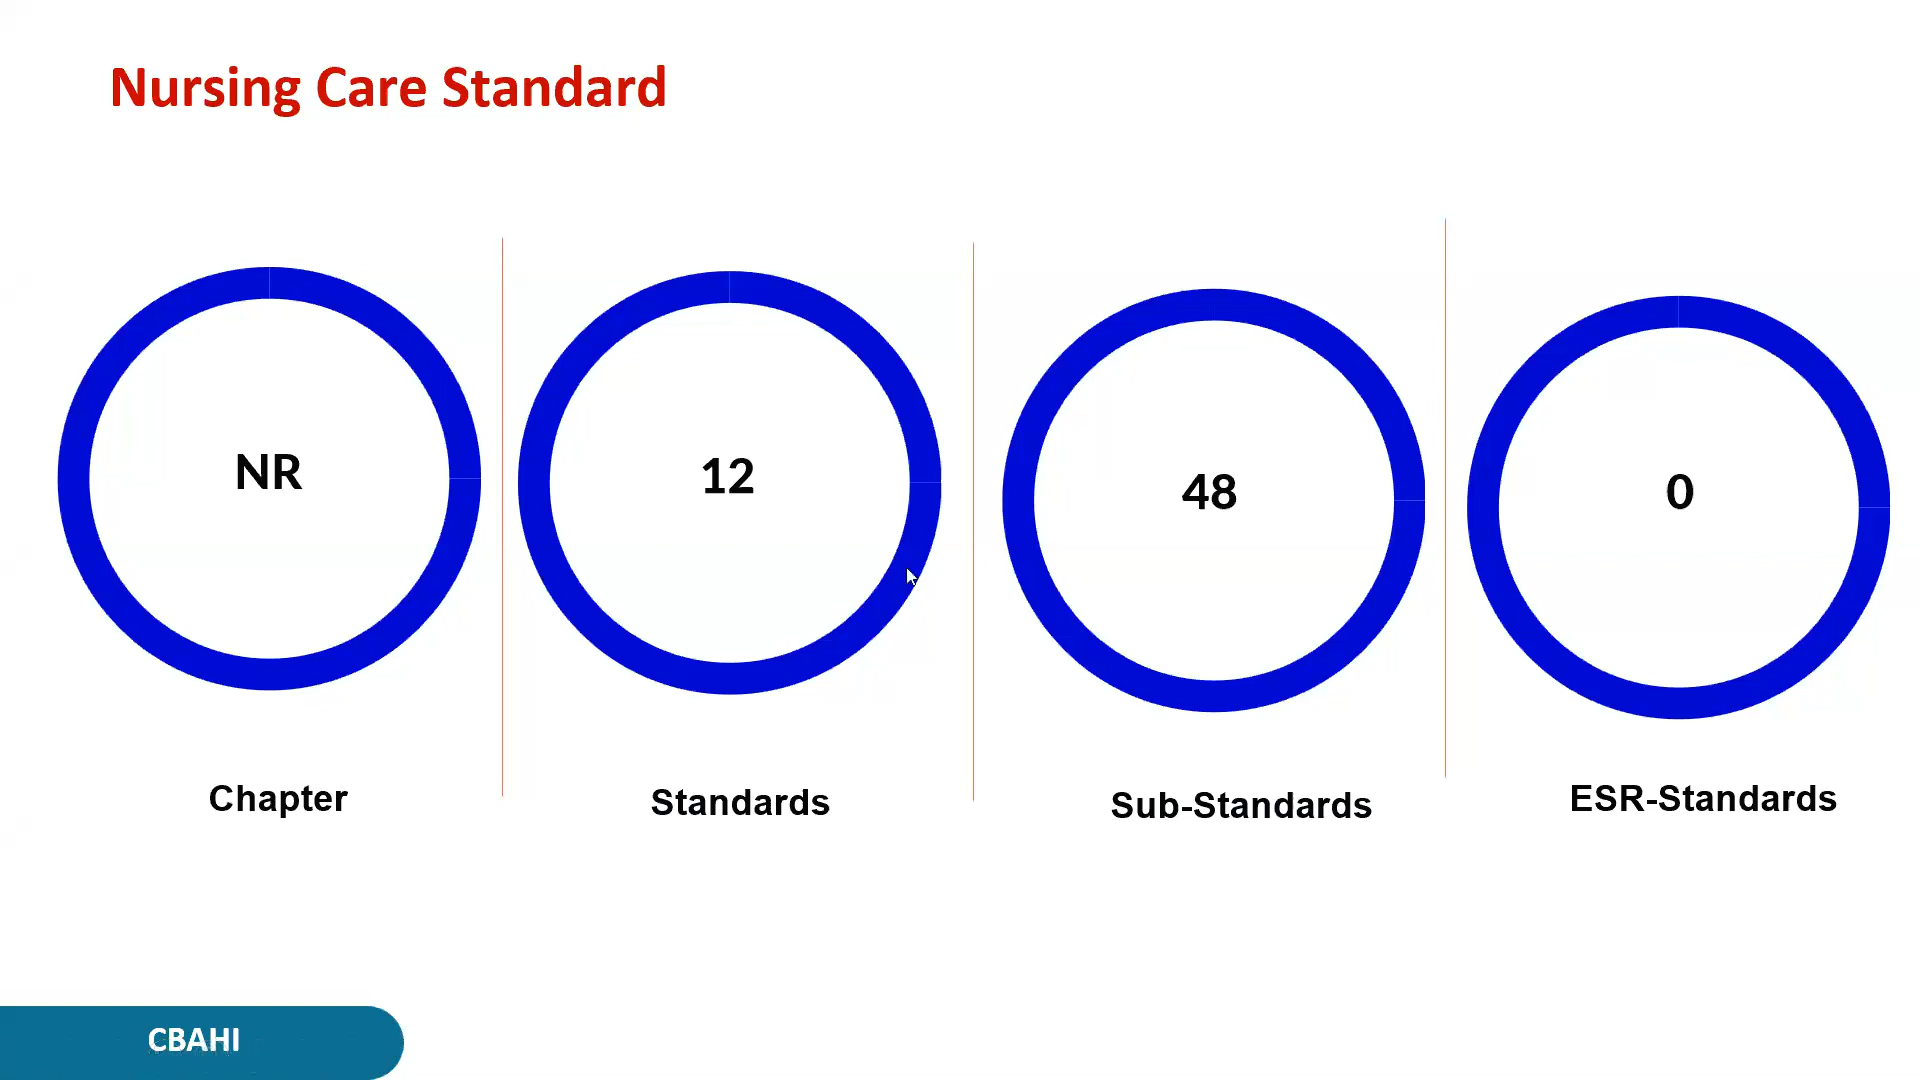 Nursing Care Standard
NR
12
48
0
Chapter
Standards
Sub-Standards
ESR-Standards
CBAHI